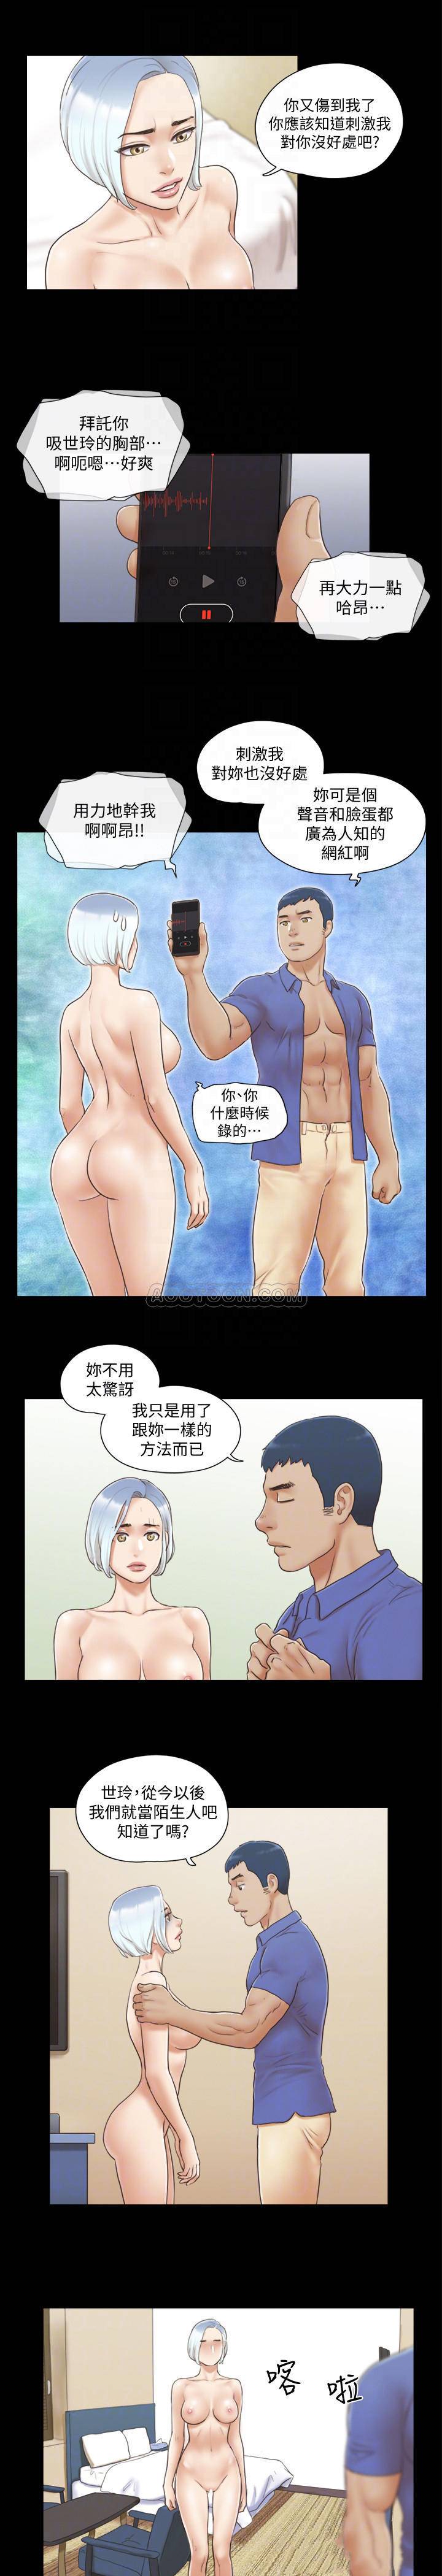 你又傷到我了
你應該知道刺激我
對你沒好處吧?
拜託你
吸世玲的胸部…
啊呃嗯…好爽
再大力一點
哈昂…
刺激我
對妳也沒好處
妳可是個
聲音和臉蛋都
廣為人知的
網紅啊
用力地幹我
啊啊昂!!
你、你
什麼時候
錄的…
妳不用
太驚訝
我只是用了
跟妳一樣的
方法而已
世玲,從今以後
我們就當陌生人吧
知道了嗎?
喀啦